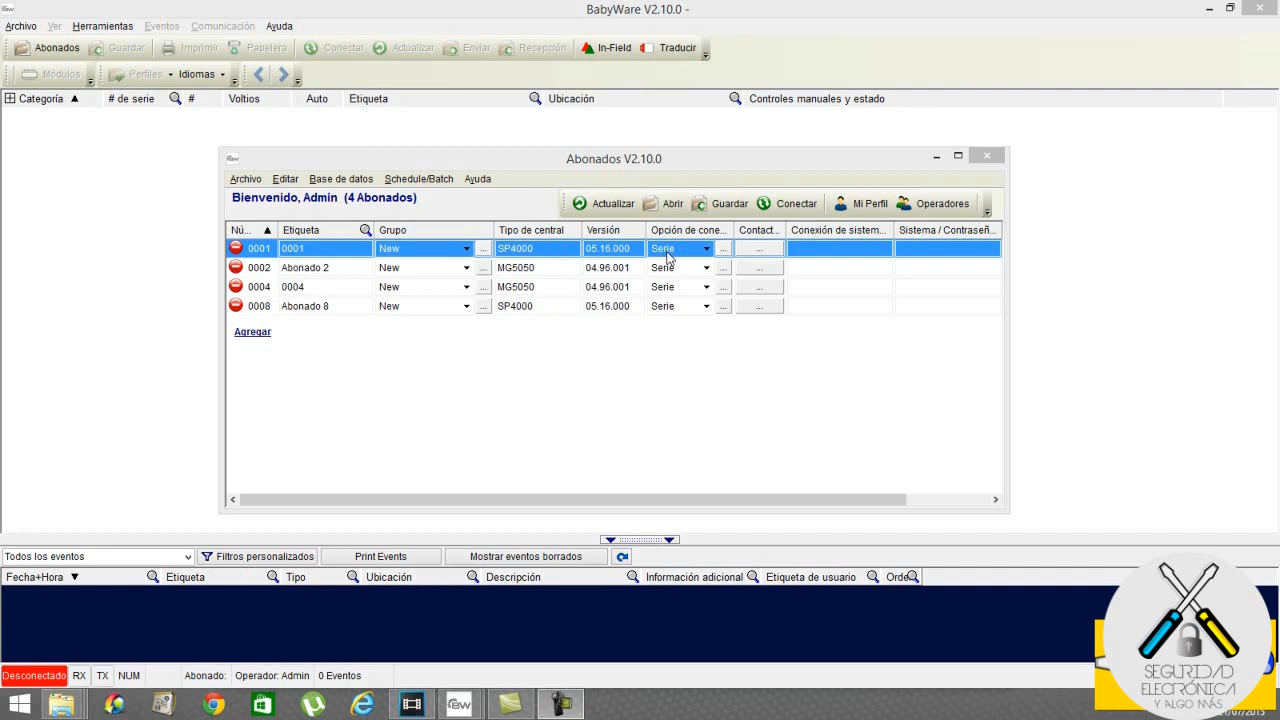 BabyWare V2.10.0 -
Archivo Ver Herramientas Eventos Comunicación Ayuda
Abonados Guardar Imprimir Papelera Conectar Actualizar Enviar Recepción In-Field Traducir
Módulos Perfiles Idiomas
Categoría # de serie # Voltios Auto Etiqueta Ubicación Controles manuales y estado
Abonados V2.10.0
Archivo Editar Base de datos Schedule/Batch Ayuda
Bienvenido, Admin (4 Abonados)
Actualizar Abrir Guardar Conectar Mi Perfil Operadores
Nú... Etiqueta Grupo Tipo de central Versión Opción de cone... Contact... Conexión de sistem... Sistema / Contraseñ...
0001 0001 New ... SP4000 05.16.000 Serie ... ...
0002 Abonado 2 New ... MG5050 04.96.001 Serie ... ...
0004 0004 New ... MG5050 04.96.001 Serie ... ...
0008 Abonado 8 New ... SP4000 05.16.000 Serie ... ...
Agregar
Todos los eventos Filtros personalizados Print Events Mostrar eventos borrados
Fecha+Hora Etiqueta Tipo Ubicación Descripción Información adicional Etiqueta de usuario Orde
Desconectado RX TX NUM Abonado: Operador: Admin 0 Eventos
SEGURIDAD
ELECTRÓNICA
Y ALGO MÁS